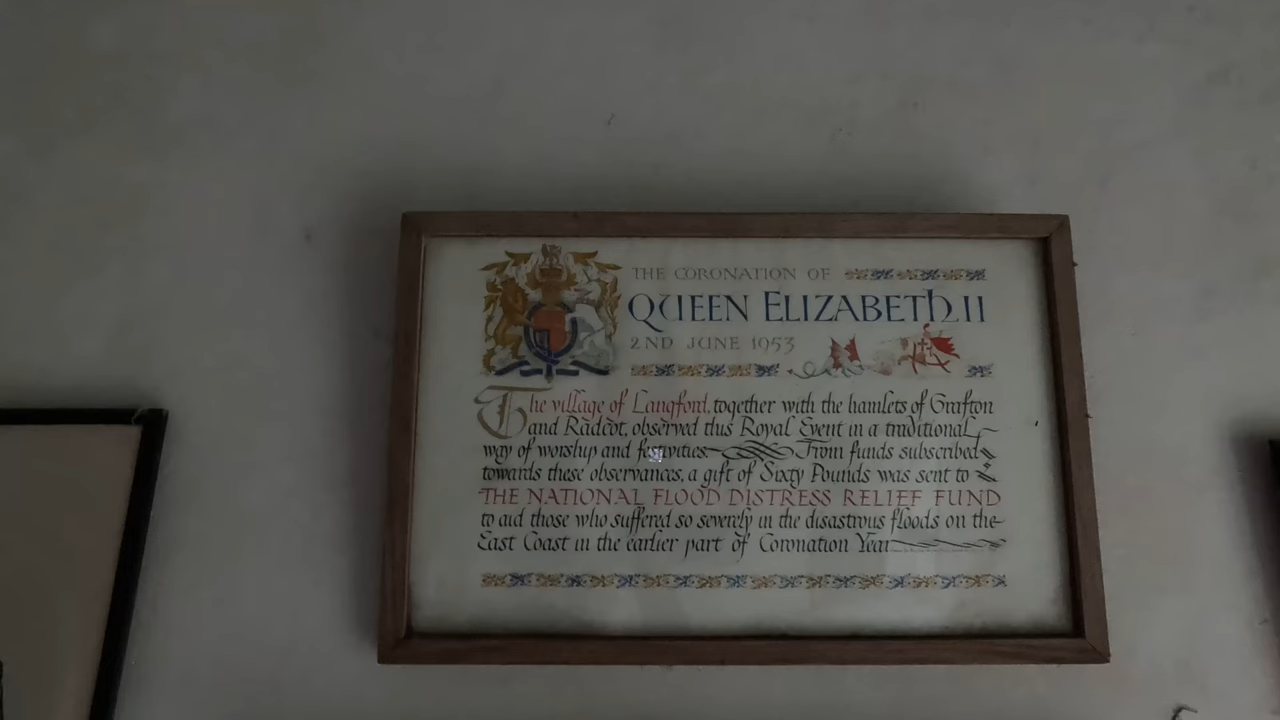 THE CORONATION OF
QUEEN ELIZABETH II
2ND JUNE 1953
The village of Langford, together with the hamlets of Grafton
and Radcot, observed this Royal Event in a traditional
way of worship and festivities. From funds subscribed
towards these observances, a gift of Sixty Pounds was sent to
THE NATIONAL FLOOD DISTRESS RELIEF FUND
to aid those who suffered so severely in the disastrous floods on the
East Coast in the earlier part of Coronation Year